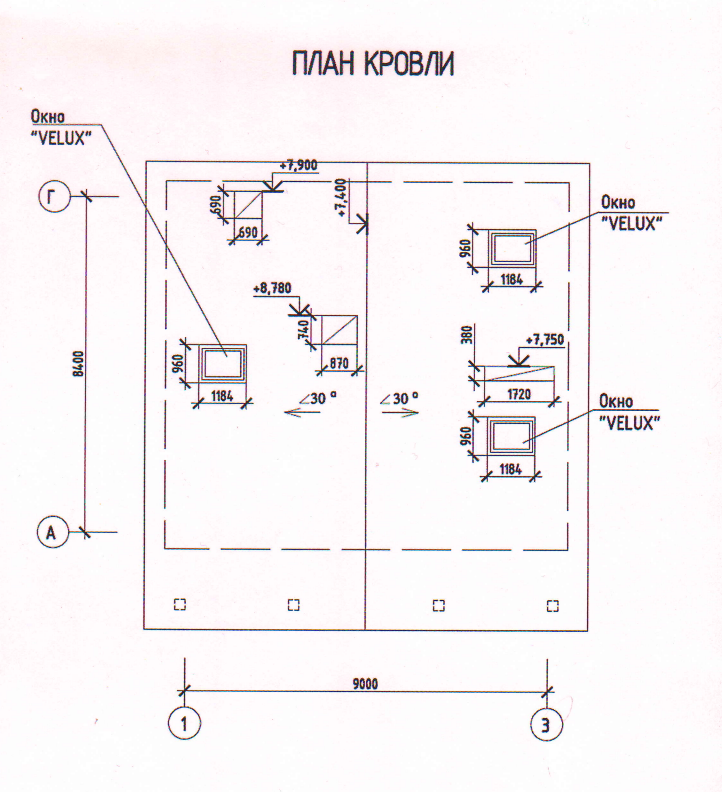 ПЛАН КРОВЛИ
Окно
"VELUX"
+7,900
Г
690
690
+7,400
Окно
"VELUX"
960
1184
+8,780
740
870
380
+7,750
1720
8400
960
1184
∠30 °
∠30 °
Окно
"VELUX"
960
1184
А
9000
1
3